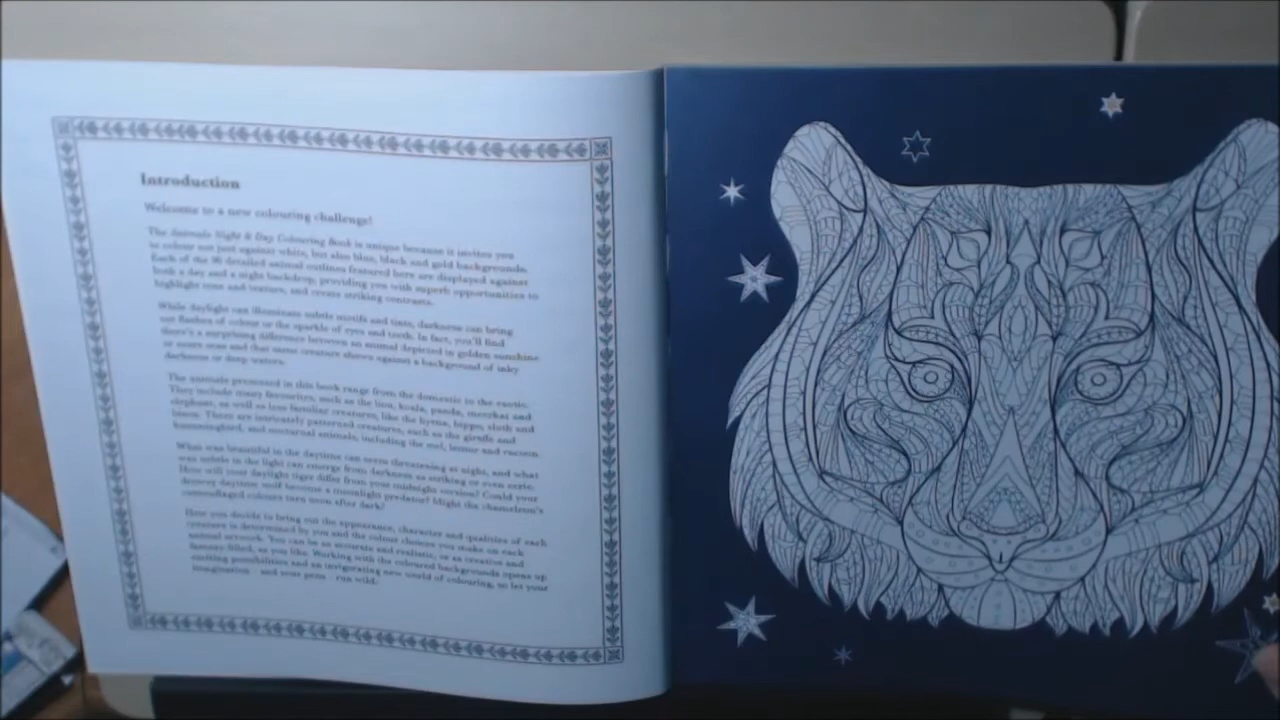 Introduction
Welcome to a new colouring challenge!
The Animals Night & Day Colouring Book is unique because it invites you
to colour not just against white, but also blue, black and gold backgrounds.
Each of the detailed animal outlines featured here are displayed against
both a day and a night backdrop, providing you with superb opportunities to
highlight tone and texture, and create striking contrasts.
While daylight can illuminate subtle motifs and tints, darkness can bring
out flashes of colour or the sparkle of eyes and teeth. In fact, you'll find
there's a surprising difference between an animal depicted in golden sunshine
or snow and that same creature shown against a background of inky
darkness or deep waters.
The animals presented in this book range from the domestic to the exotic.
They include many favourites, such as the lion, koala, panda, meerkat and
elephant, as well as less familiar creatures, like the hyena, hippo, sloth and
bison. There are intricately patterned creatures, such as the giraffe and
hummingbird, and nocturnal animals, including the owl, lemur and racoon.
What was beautiful in the daytime can seem threatening at night, and what
was subtle in the light can emerge from darkness as striking or even eerie.
How will your daylight tiger differ from your midnight version? Could your
downy daytime wolf become a moonlight predator? Might the chameleon's
camouflaged colours turn neon after dark?
How you decide to bring out the appearance, character and qualities of each
creature is determined by you and the colour choices you make on each
animal artwork. You can be as accurate and realistic, or as creative and
fantasy-filled, as you like. Working with the coloured backgrounds opens up
exciting possibilities and an invigorating new world of colouring, so let your
imagination – and your pens – run wild.